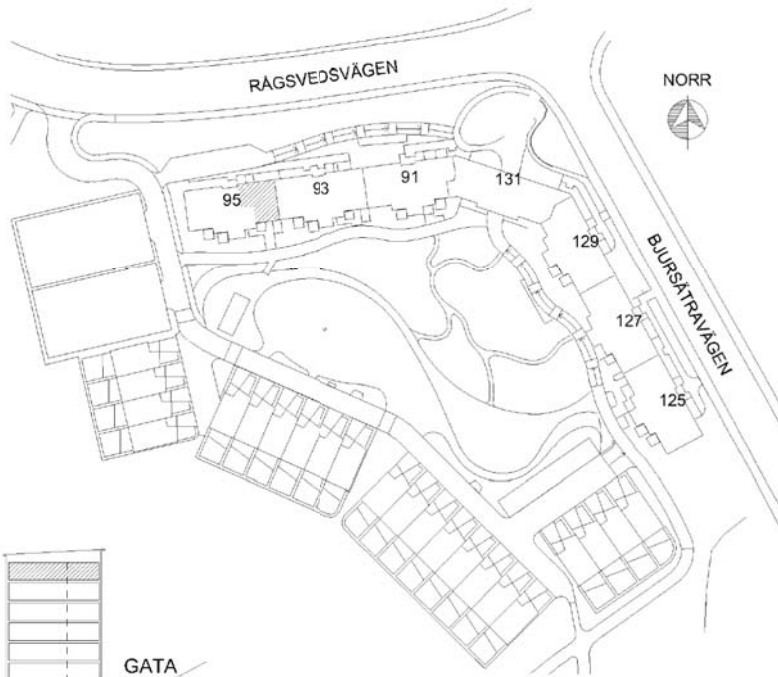 RÅGSVEDSVÄGEN
NORR
95
93
91
131
129
127
125
BJURSÄTRAVÄGEN
GATA